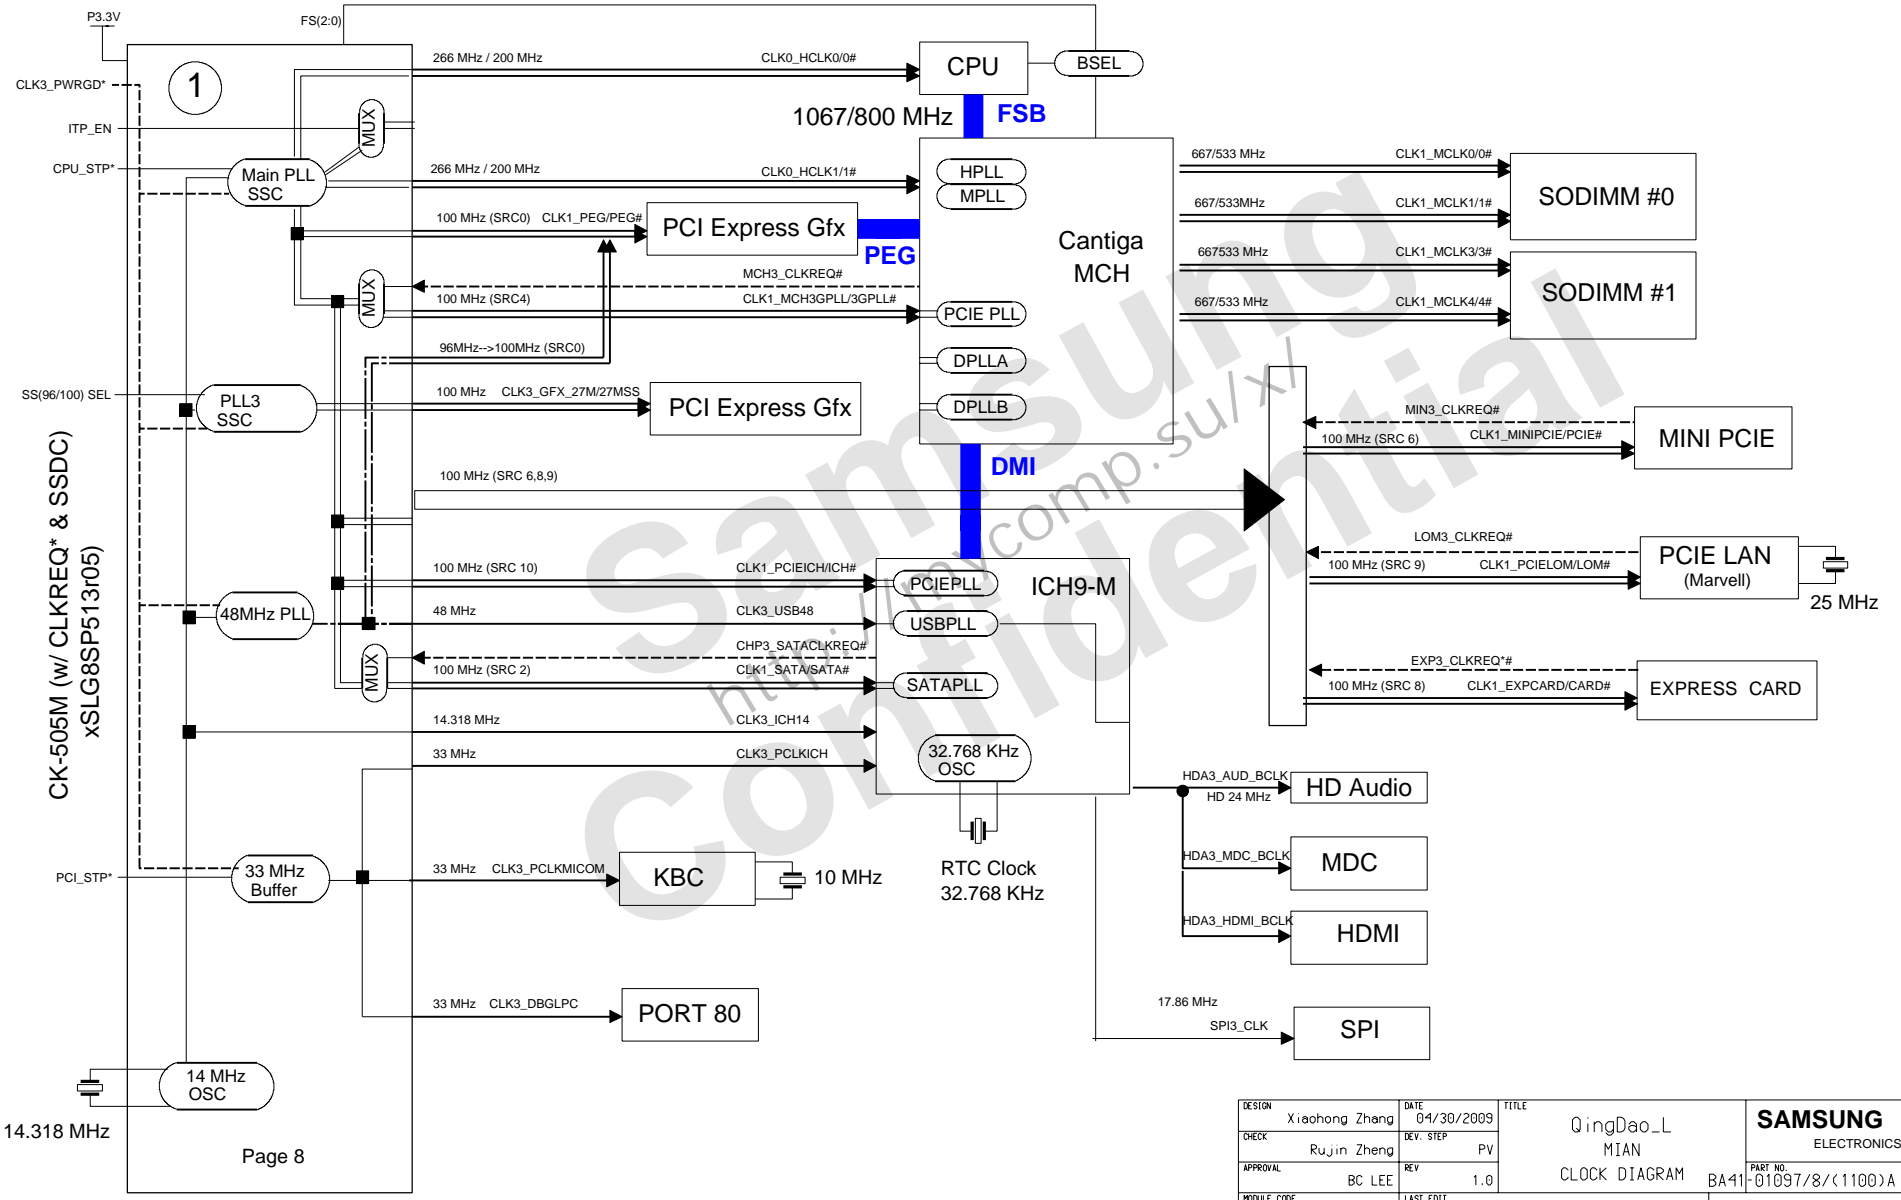 P3.3V
FS(2:0)
CLK3_PWRGD*
1
266 MHz / 200 MHz
CLK0_HCLK0/0#
CPU
BSEL
ITP_EN
MUX
1067/800 MHz
FSB
CPU_STP*
Main PLL
SSC
266 MHz / 200 MHz
CLK0_HCLK1/1#
HPLL
MPLL
100 MHz (SRC0)
CLK1_PEG/PEG#
PCI Express Gfx
PEG
Cantiga
MCH
667/533 MHz
CLK1_MCLK0/0#
667/533MHz
CLK1_MCLK1/1#
SODIMM #0
667533 MHz
CLK1_MCLK3/3#
667/533 MHz
CLK1_MCLK4/4#
SODIMM #1
MUX
MCH3_CLKREQ#
100 MHz (SRC4)
CLK1_MCH3GPLL/3GPLL#
PCIE PLL
96MHz-->100MHz (SRC0)
DPLLA
SS(96/100) SEL
PLL3
SSC
100 MHz
CLK3_GFX_27M/27MSS
PCI Express Gfx
DPLLB
DMI
100 MHz (SRC 6,8,9)
MIN3_CLKREQ#
100 MHz (SRC 6)
CLK1_MINIPCIE/PCIE#
MINI PCIE
LOM3_CLKREQ#
100 MHz (SRC 9)
CLK1_PCIELOM/LOM#
PCIE LAN
(Marvell)
25 MHz
EXP3_CLKREQ*#
100 MHz (SRC 8)
CLK1_EXPCARD/CARD#
EXPRESS CARD
CK-505M (w/ CLKREQ* & SSDC)
xSLG8SP513r05)
100 MHz (SRC 10)
CLK1_PCIEICH/ICH#
PCIEPLL
ICH9-M
48MHz PLL
48 MHz
CLK3_USB48
USBPLL
MUX
CHP3_SATACLKREQ#
100 MHz (SRC 2)
CLK1_SATA/SATA#
SATAPLL
14.318 MHz
CLK3_ICH14
33 MHz
CLK3_PCLKICH
32.768 KHz
OSC
RTC Clock
32.768 KHz
HDA3_AUD_BCLK
HD 24 MHz
HD Audio
HDA3_MDC_BCLK
MDC
HDA3_HDMI_BCLK
HDMI
PCI_STP*
33 MHz
Buffer
33 MHz
CLK3_PCLKMICOM
KBC
10 MHz
33 MHz
CLK3_DBGLPC
PORT 80
17.86 MHz
SPI3_CLK
SPI
14 MHz
OSC
14.318 MHz
Page 8
Samsung
Confidential
http://mycomp.su/x/
DESIGN
Xiaohong Zhang
DATE
04/30/2009
TITLE
QingDao_L
MIAN
CLOCK DIAGRAM
SAMSUNG
ELECTRONICS
CHECK
Rujin Zheng
DEV. STEP
PV
APPROVAL
BC LEE
REV
1.0
PART NO.
BA41-01097/8/(1100)A
MODULE CODE
LAST EDIT